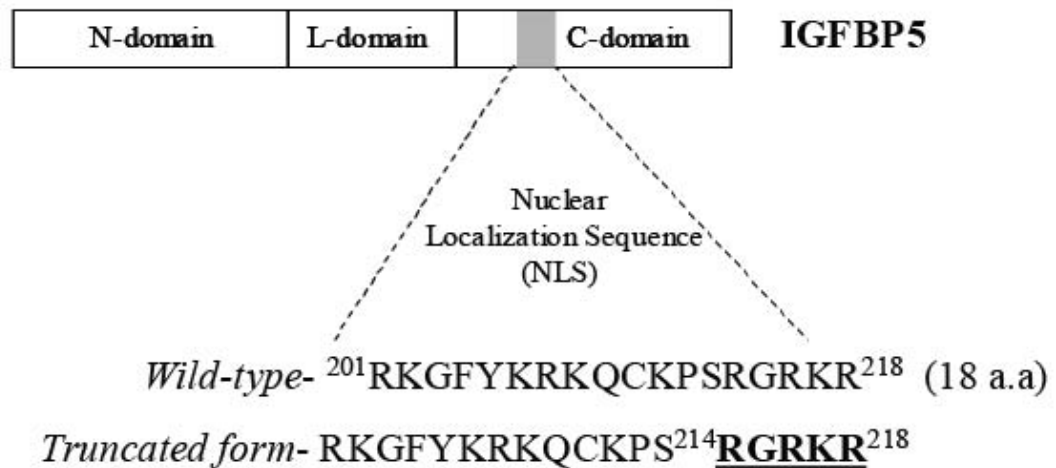 N-domain L-domain C-domain IGFBP5
Nuclear
Localization Sequence
(NLS)
Wild-type- ²⁰¹RKGFYKRKQCKPSRGRKR²¹⁸ (18 a.a)
Truncated form- RKGFYKRKQCKPS²¹⁴RGRKR²¹⁸